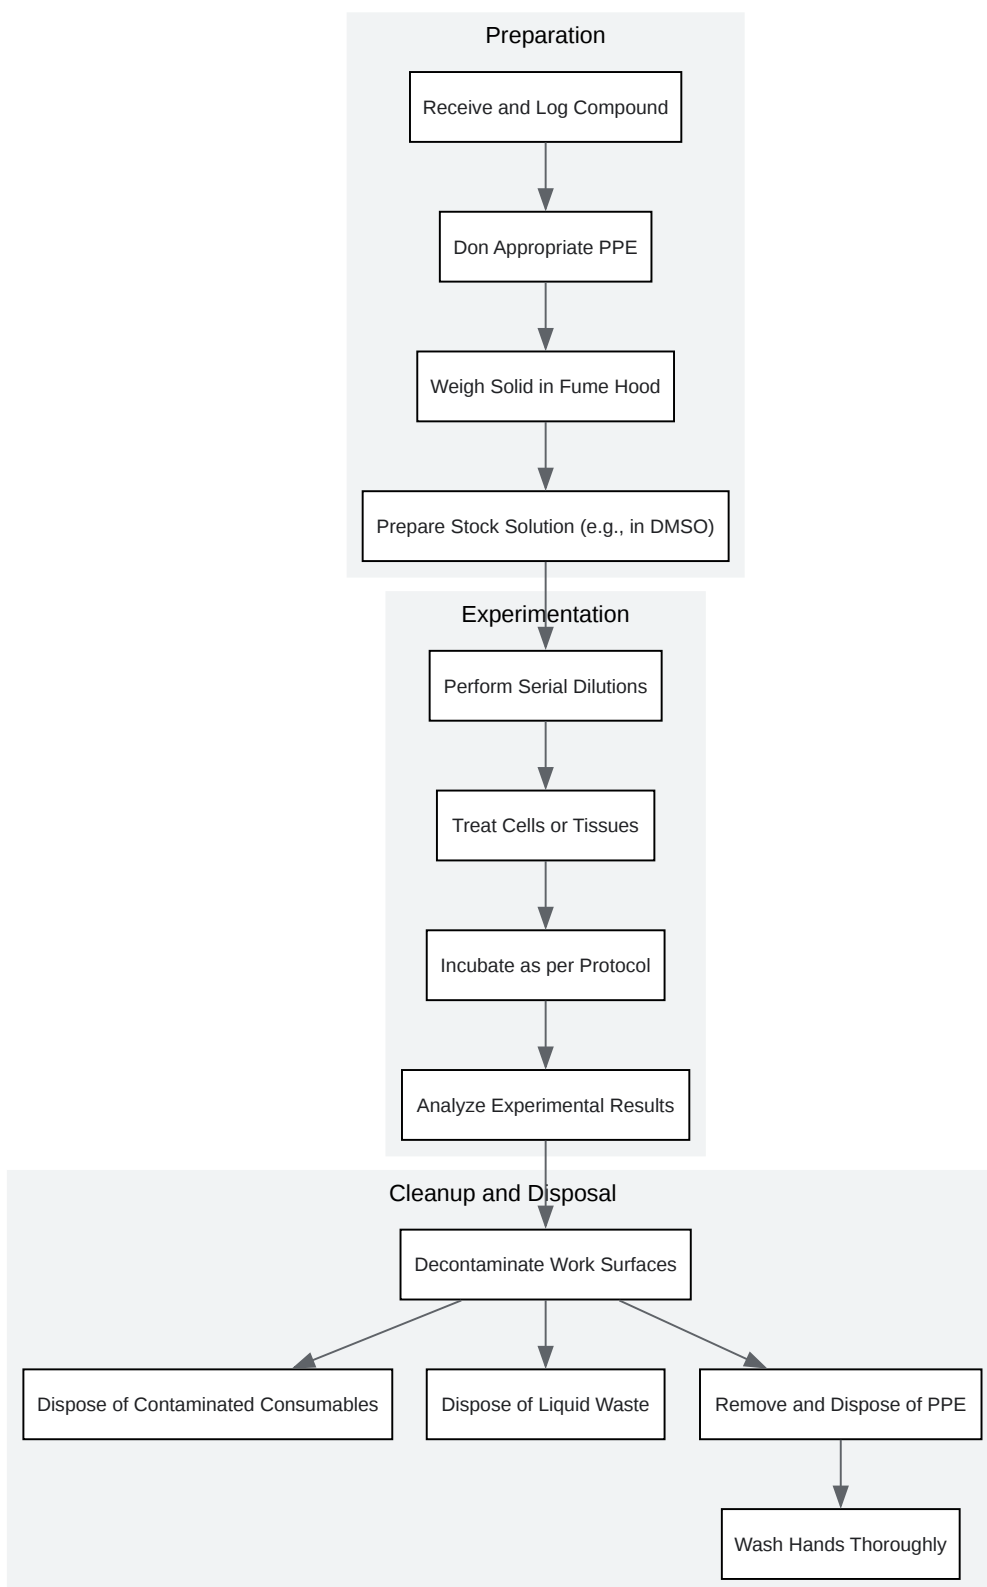 Preparation
Receive and Log Compound
Don Appropriate PPE
Weigh Solid in Fume Hood
Prepare Stock Solution (e.g., in DMSO)
Experimentation
Perform Serial Dilutions
Treat Cells or Tissues
Incubate as per Protocol
Analyze Experimental Results
Cleanup and Disposal
Decontaminate Work Surfaces
Dispose of Contaminated Consumables
Dispose of Liquid Waste
Remove and Dispose of PPE
Wash Hands Thoroughly